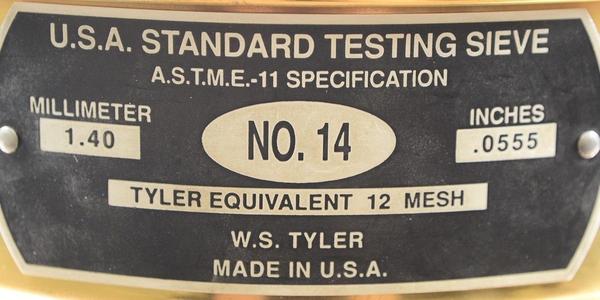 U.S.A. STANDARD TESTING SIEVE
A.S.T.M.E.-11 SPECIFICATION
MILLIMETER
1.40
NO. 14
INCHES
.0555
TYLER EQUIVALENT 12 MESH
W.S. TYLER
MADE IN U.S.A.